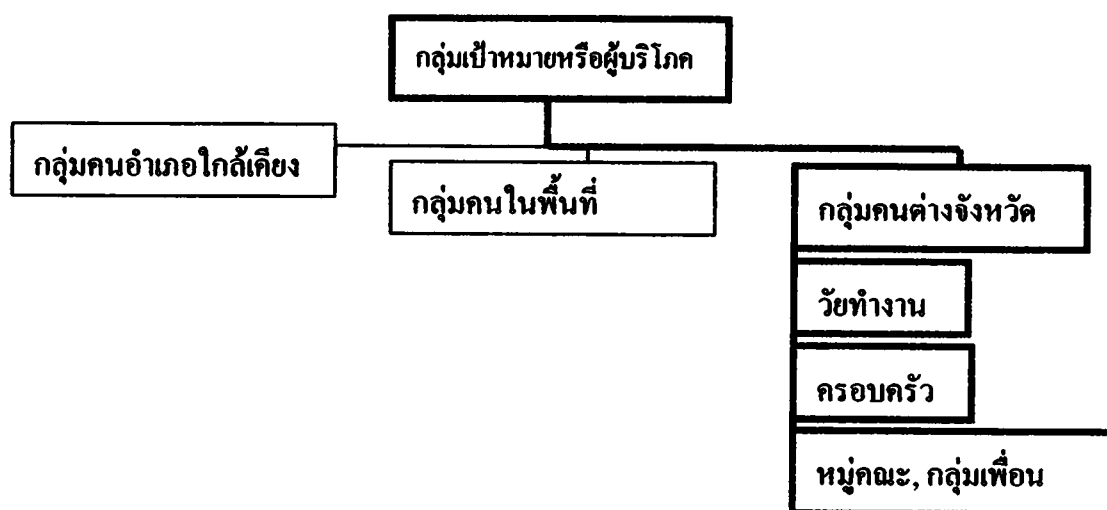 กลุ่มเป้าหมายหรือผู้บริโภค
กลุ่มคนอำเภอใกล้เคียง
กลุ่มคนในพื้นที่
กลุ่มคนต่างจังหวัด
วัยทำงาน
ครอบครัว
หมู่คณะ, กลุ่มเพื่อน